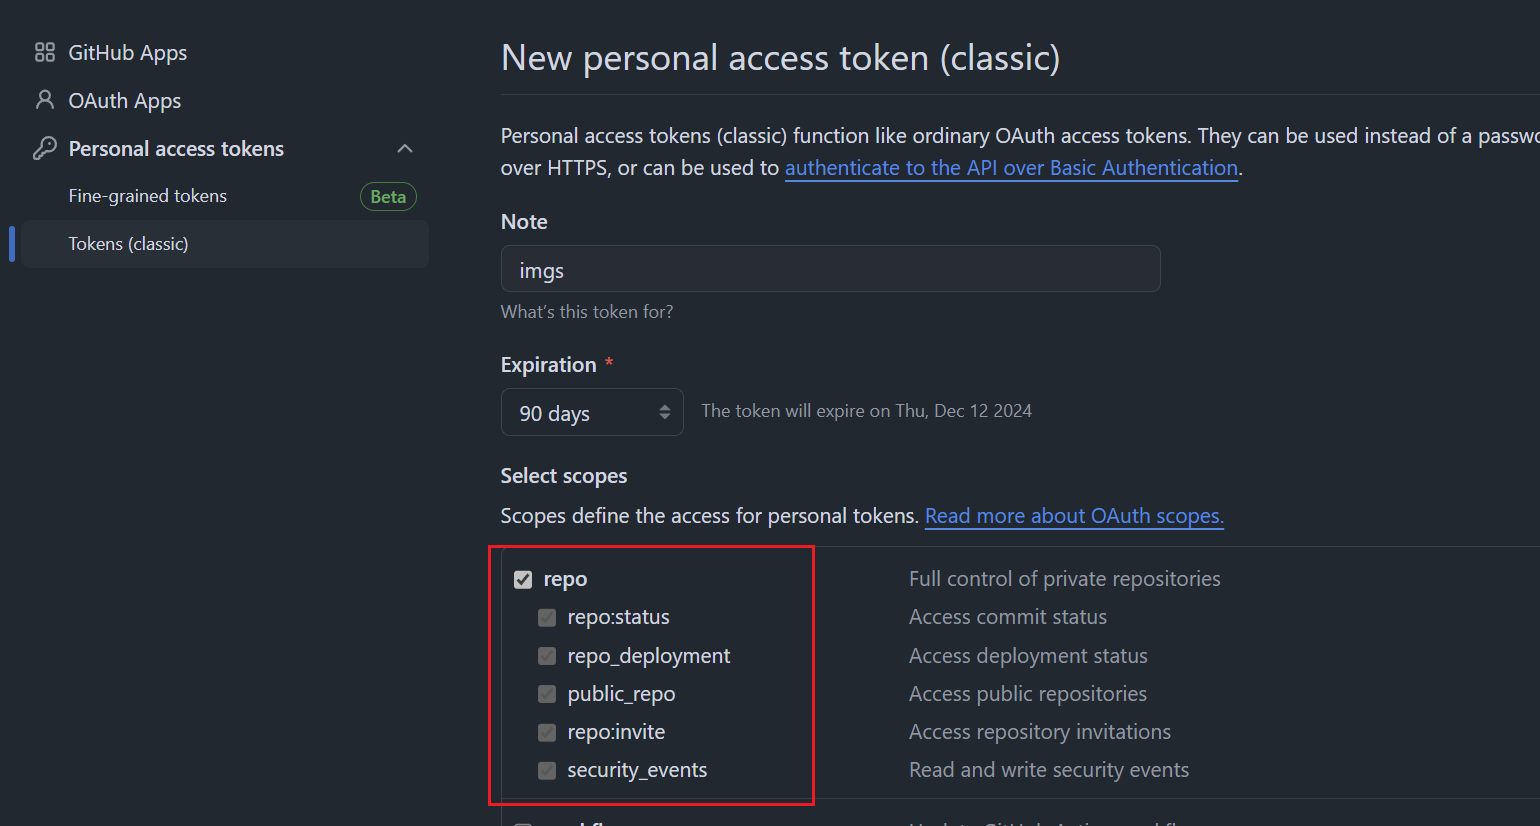 GitHub Apps
OAuth Apps
Personal access tokens
Fine-grained tokens Beta
Tokens (classic)
New personal access token (classic)
Personal access tokens (classic) function like ordinary OAuth access tokens. They can be used instead of a
over HTTPS, or can be used to authenticate to the API over Basic Authentication.
Note
imgs
What's this token for?
Expiration *
90 days The token will expire on Thu, Dec 12 2024
Select scopes
Scopes define the access for personal tokens. Read more about OAuth scopes.
repo Full control of private repositories
repo:status Access commit status
repo_deployment Access deployment status
public_repo Access public repositories
repo:invite Access repository invitations
security_events Read and write security events